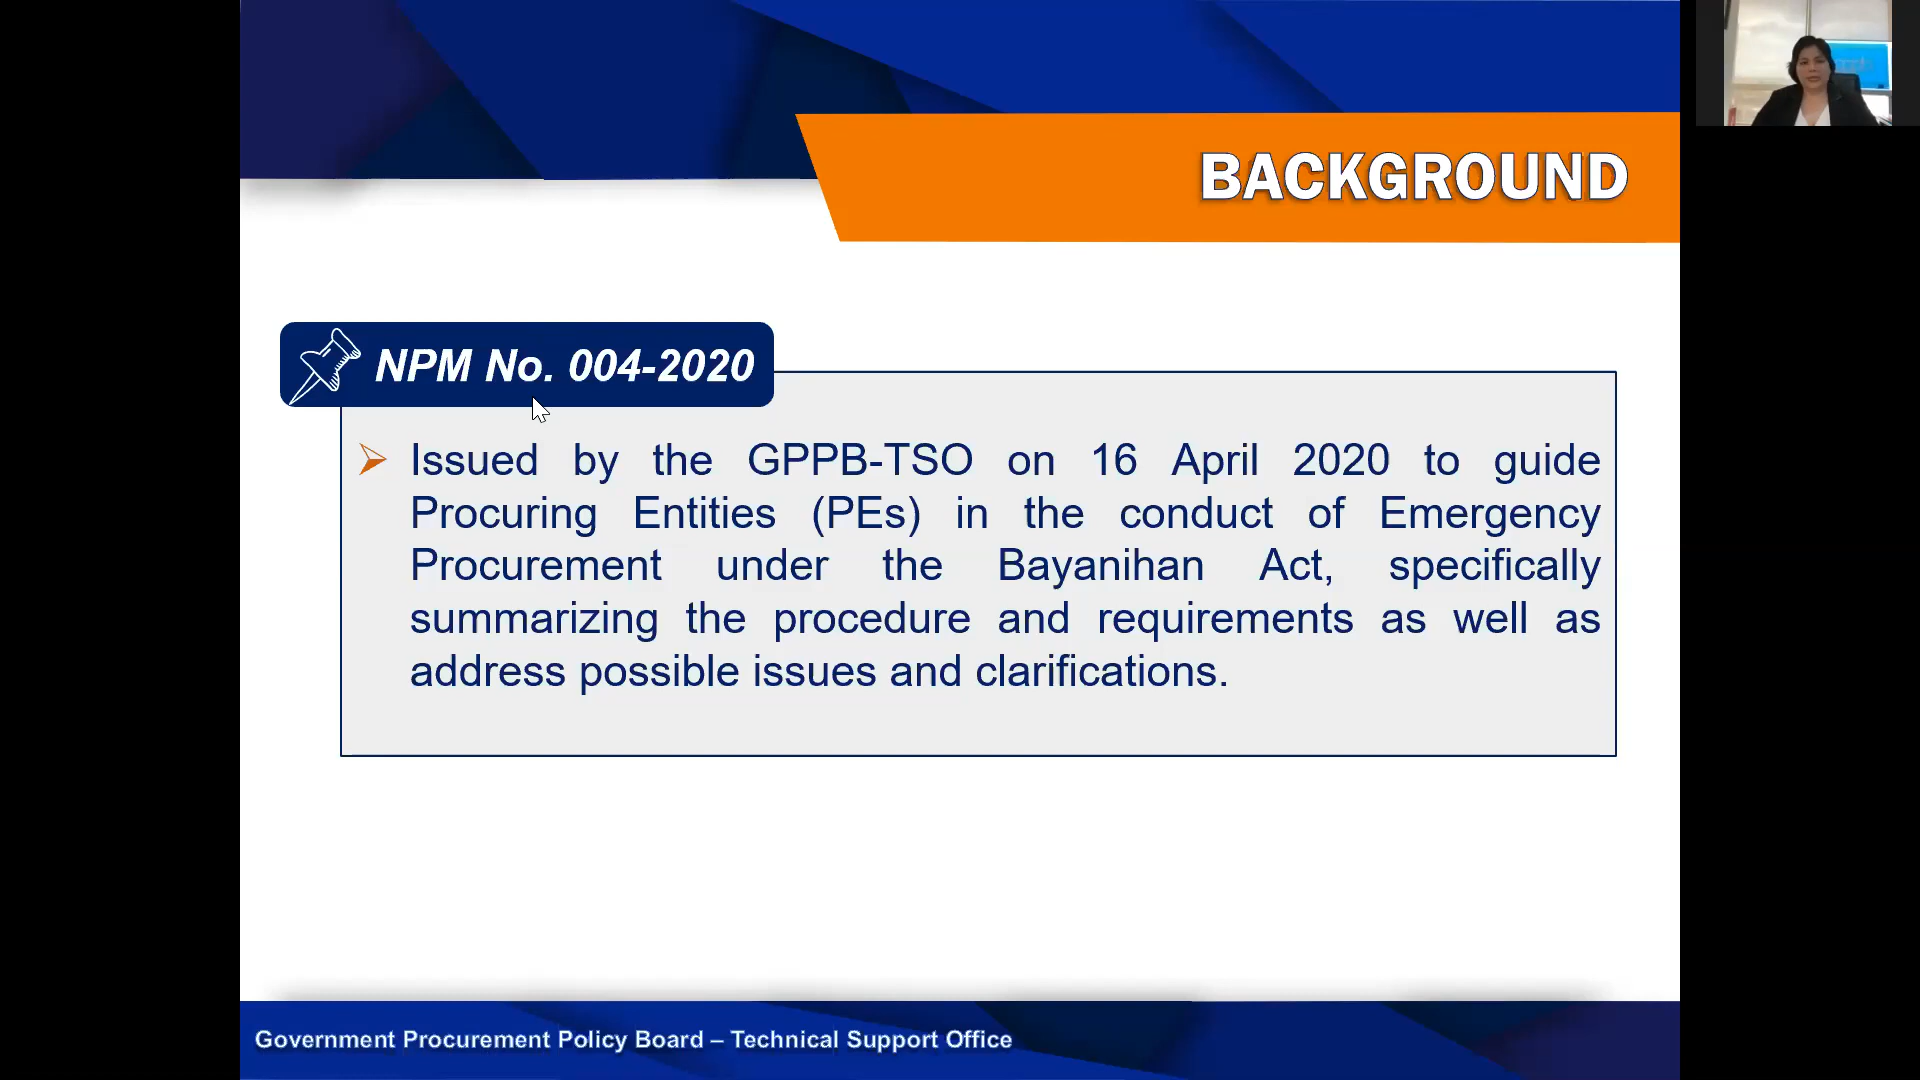 BACKGROUND
NPM No. 004-2020
Issued by the GPPB-TSO on 16 April 2020 to guide
Procuring Entities (PEs) in the conduct of Emergency
Procurement under the Bayanihan Act, specifically
summarizing the procedure and requirements as well as
address possible issues and clarifications.
Government Procurement Policy Board – Technical Support Office